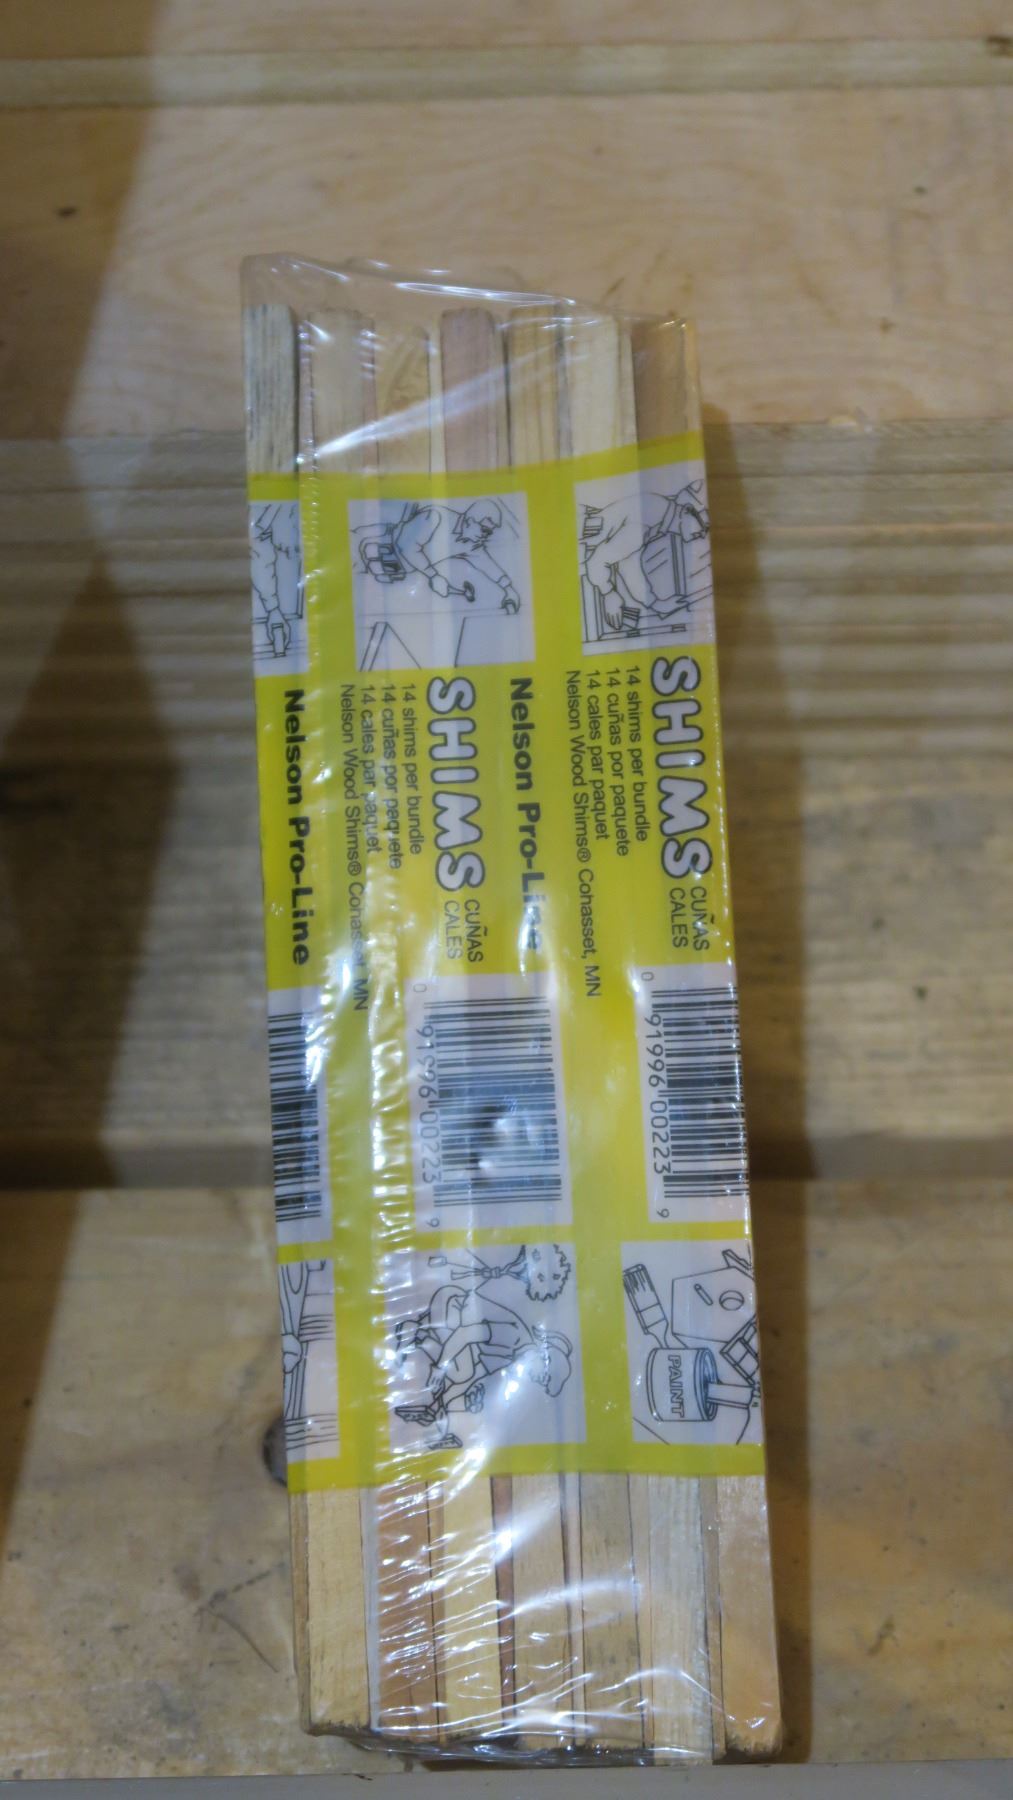 SHIMS CUÑAS
CALES
14 shims per bundle
14 cuñas por paquete
14 cales par paquet
Nelson Wood Shims® Cohasset, MN
Nelson Pro-Line
0 91996 00223 9
PAINT
SHIMS CUÑAS
CALES
14 shims per bundle
14 cuñas por paquete
14 cales par paquet
Nelson Wood Shims® Cohasset, MN
Nelson Pro-Line
0 91996 00223 9